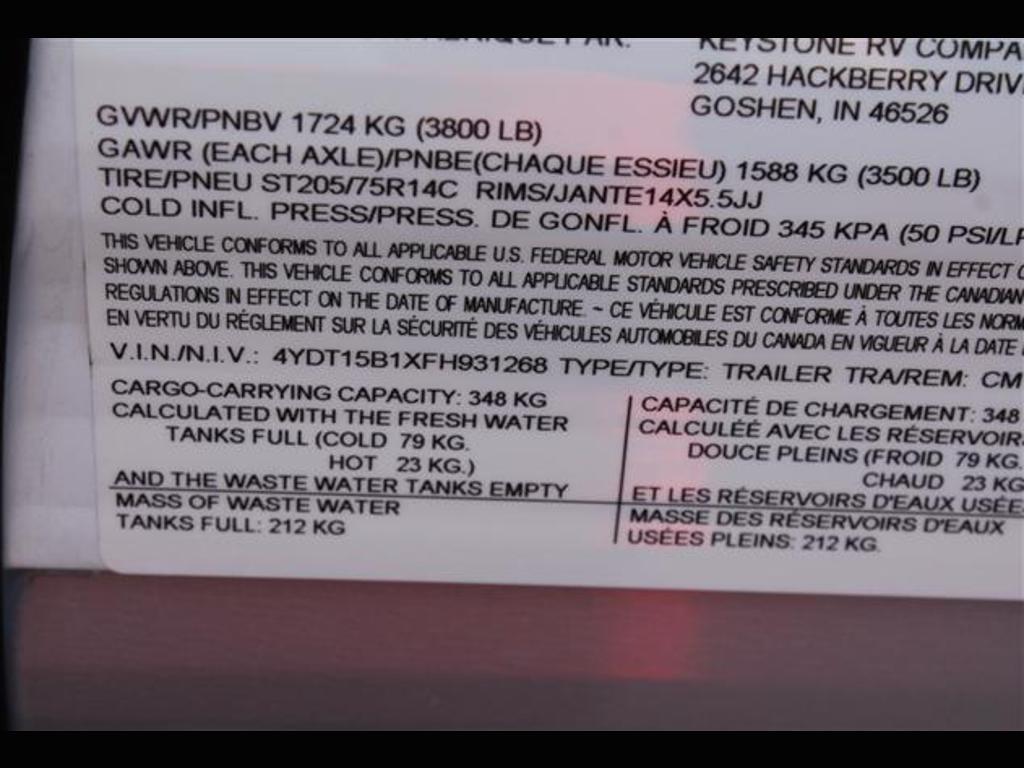 KEYSTONE RV COMPA
2642 HACKBERRY DRIV
GOSHEN, IN 46526
GVWR/PNBV 1724 KG (3800 LB)
GAWR (EACH AXLE)/PNBE(CHAQUE ESSIEU) 1588 KG (3500 LB)
TIRE/PNEU ST205/75R14C RIMS/JANTE14X5.5JJ
COLD INFL. PRESS/PRESS. DE GONFL. À FROID 345 KPA (50 PSI/LP
THIS VEHICLE CONFORMS TO ALL APPLICABLE U.S. FEDERAL MOTOR VEHICLE SAFETY STANDARDS IN EFFECT
SHOWN ABOVE. THIS VEHICLE CONFORMS TO ALL APPLICABLE STANDARDS PRESCRIBED UNDER THE CANADIAN
REGULATIONS IN EFFECT ON THE DATE OF MANUFACTURE. ~ CE VÉHICULE EST CONFORME À TOUTES LES NORM
EN VERTU DU RÉGLEMENT SUR LA SÉCURITÉ DES VÉHICULES AUTOMOBILES DU CANADA EN VIGUEUR À LA DATE
V.I.N./N.I.V.: 4YDT15B1XFH931268 TYPE/TYPE: TRAILER TRA/REM: CM
CARGO-CARRYING CAPACITY: 348 KG
CALCULATED WITH THE FRESH WATER
TANKS FULL (COLD 79 KG.
HOT 23 KG.)
AND THE WASTE WATER TANKS EMPTY
MASS OF WASTE WATER
TANKS FULL: 212 KG
CAPACITÉ DE CHARGEMENT: 348
CALCULÉE AVEC LES RÉSERVOIR
DOUCE PLEINS (FROID 79 KG.
CHAUD 23 KG
ET LES RÉSERVOIRS D'EAUX USÉES
MASSE DES RÉSERVOIRS D'EAUX
USÉES PLEINS: 212 KG.